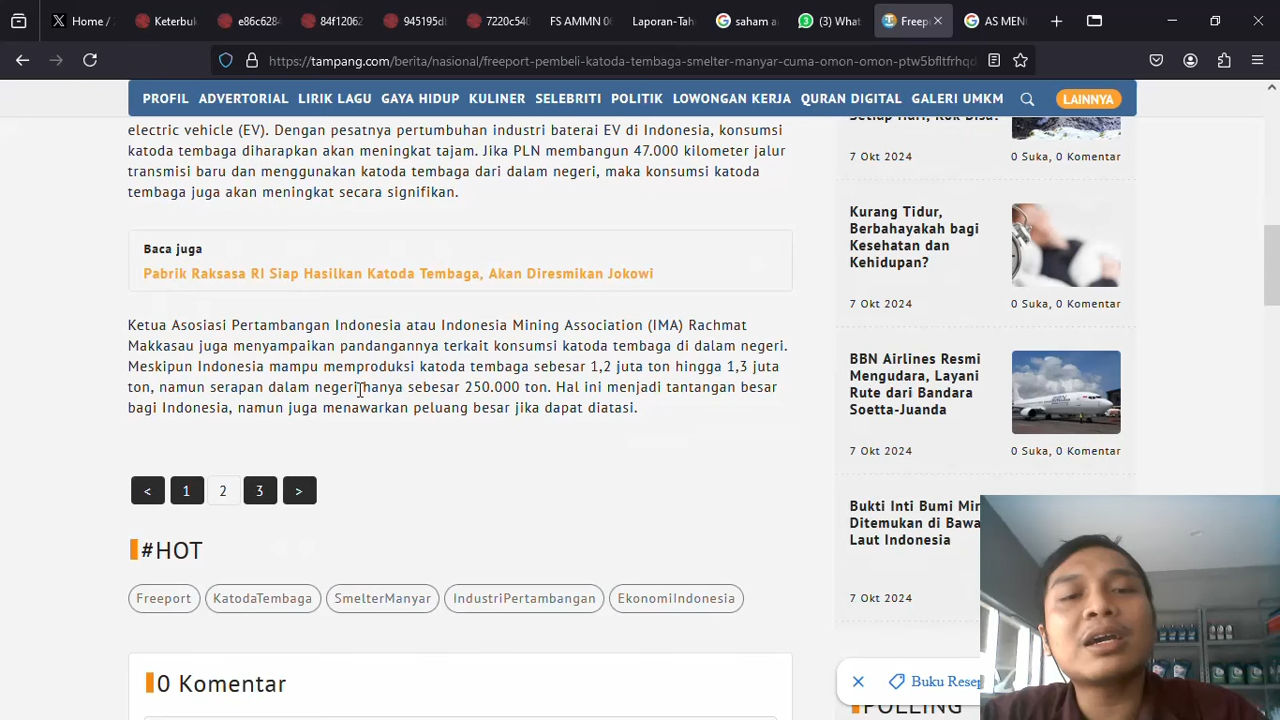 Home /
Keterbuk
e86c6284
84f12062
945195d8
7220c540
FS AMMN 0
Laporan-Tah
saham a
(3) What
Freep
AS MEN
https://tampang.com/berita/nasional/freeport-pembeli-katoda-tembaga-smelter-manyar-cuma-omon-omon-ptw5bfltfrhqd
PROFIL ADVERTORIAL LIRIK LAGU GAYA HIDUP KULINER SELEBRITI POLITIK LOWONGAN KERJA QURAN DIGITAL GALERI UMKM LAINNYA
electric vehicle (EV). Dengan pesatnya pertumbuhan industri baterai EV di Indonesia, konsumsi
katoda tembaga diharapkan akan meningkat tajam. Jika PLN membangun 47.000 kilometer jalur
transmisi baru dan menggunakan katoda tembaga dari dalam negeri, maka konsumsi katoda
tembaga juga akan meningkat secara signifikan.
Baca juga
Pabrik Raksasa RI Siap Hasilkan Katoda Tembaga, Akan Diresmikan Jokowi
Ketua Asosiasi Pertambangan Indonesia atau Indonesia Mining Association (IMA) Rachmat
Makkasau juga menyampaikan pandangannya terkait konsumsi katoda tembaga di dalam negeri.
Meskipun Indonesia mampu memproduksi katoda tembaga sebesar 1,2 juta ton hingga 1,3 juta
ton, namun serapan dalam negeri hanya sebesar 250.000 ton. Hal ini menjadi tantangan besar
bagi Indonesia, namun juga menawarkan peluang besar jika dapat diatasi.
< 1 2 3 >
#HOT
Freeport KatodaTembaga SmelterManyar IndustriPertambangan EkonomiIndonesia
0 Komentar
Setiap Hari, Kok Bisa?
7 Okt 2024 0 Suka, 0 Komentar
Kurang Tidur,
Berbahayakah bagi
Kesehatan dan
Kehidupan?
7 Okt 2024 0 Suka, 0 Komentar
BBN Airlines Resmi
Mengudara, Layani
Rute dari Bandara
Soetta-Juanda
7 Okt 2024 0 Suka, 0 Komentar
Bukti Inti Bumi Min
Ditemukan di Bawa
Laut Indonesia
7 Okt 2024
Buku Resep
POLLING